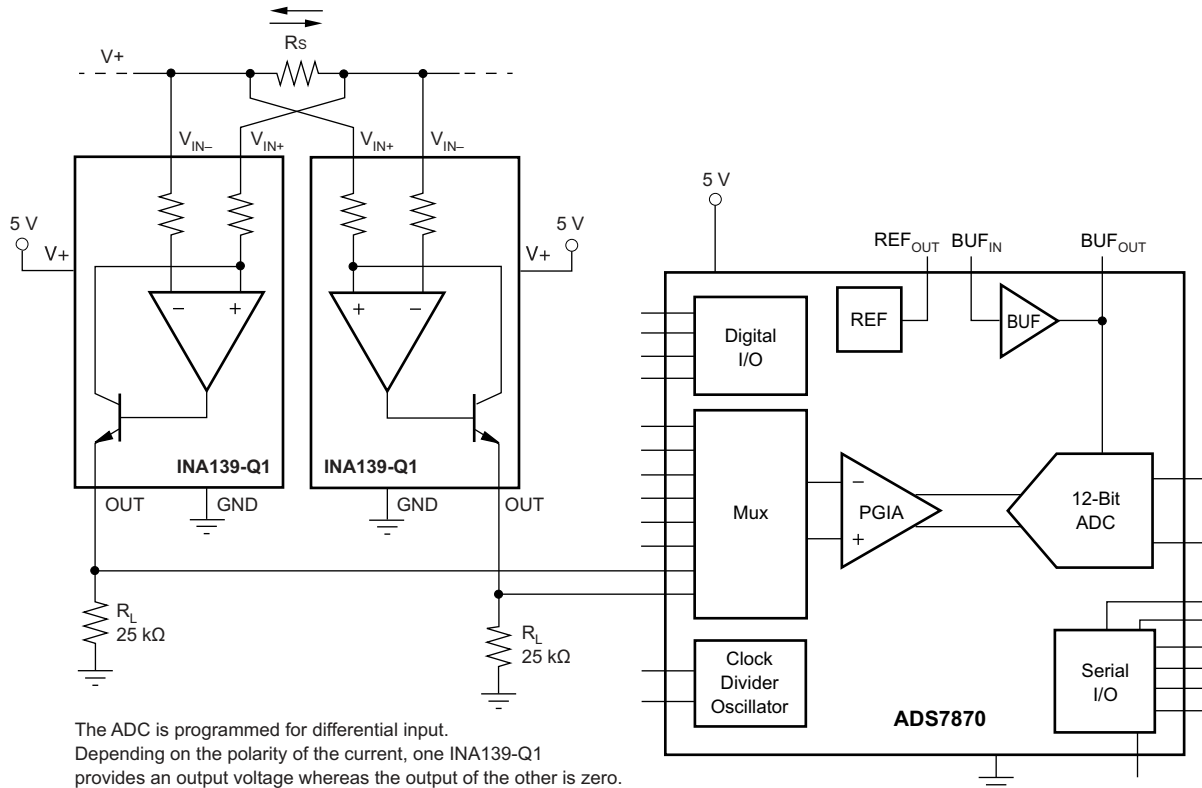 Rs
V+
VIN– VIN+ VIN+ VIN–
5 V
V+
– +
INA139-Q1
OUT
GND
RL
25 kΩ
V+
5 V
+ –
INA139-Q1
GND
OUT
RL
25 kΩ
5 V
REFOUT BUFIN BUFOUT
REF
BUF
Digital
I/O
Mux
–
PGIA
+
12-Bit
ADC
Clock
Divider
Oscillator
Serial
I/O
ADS7870
The ADC is programmed for differential input.
Depending on the polarity of the current, one INA139-Q1
provides an output voltage whereas the output of the other is zero.